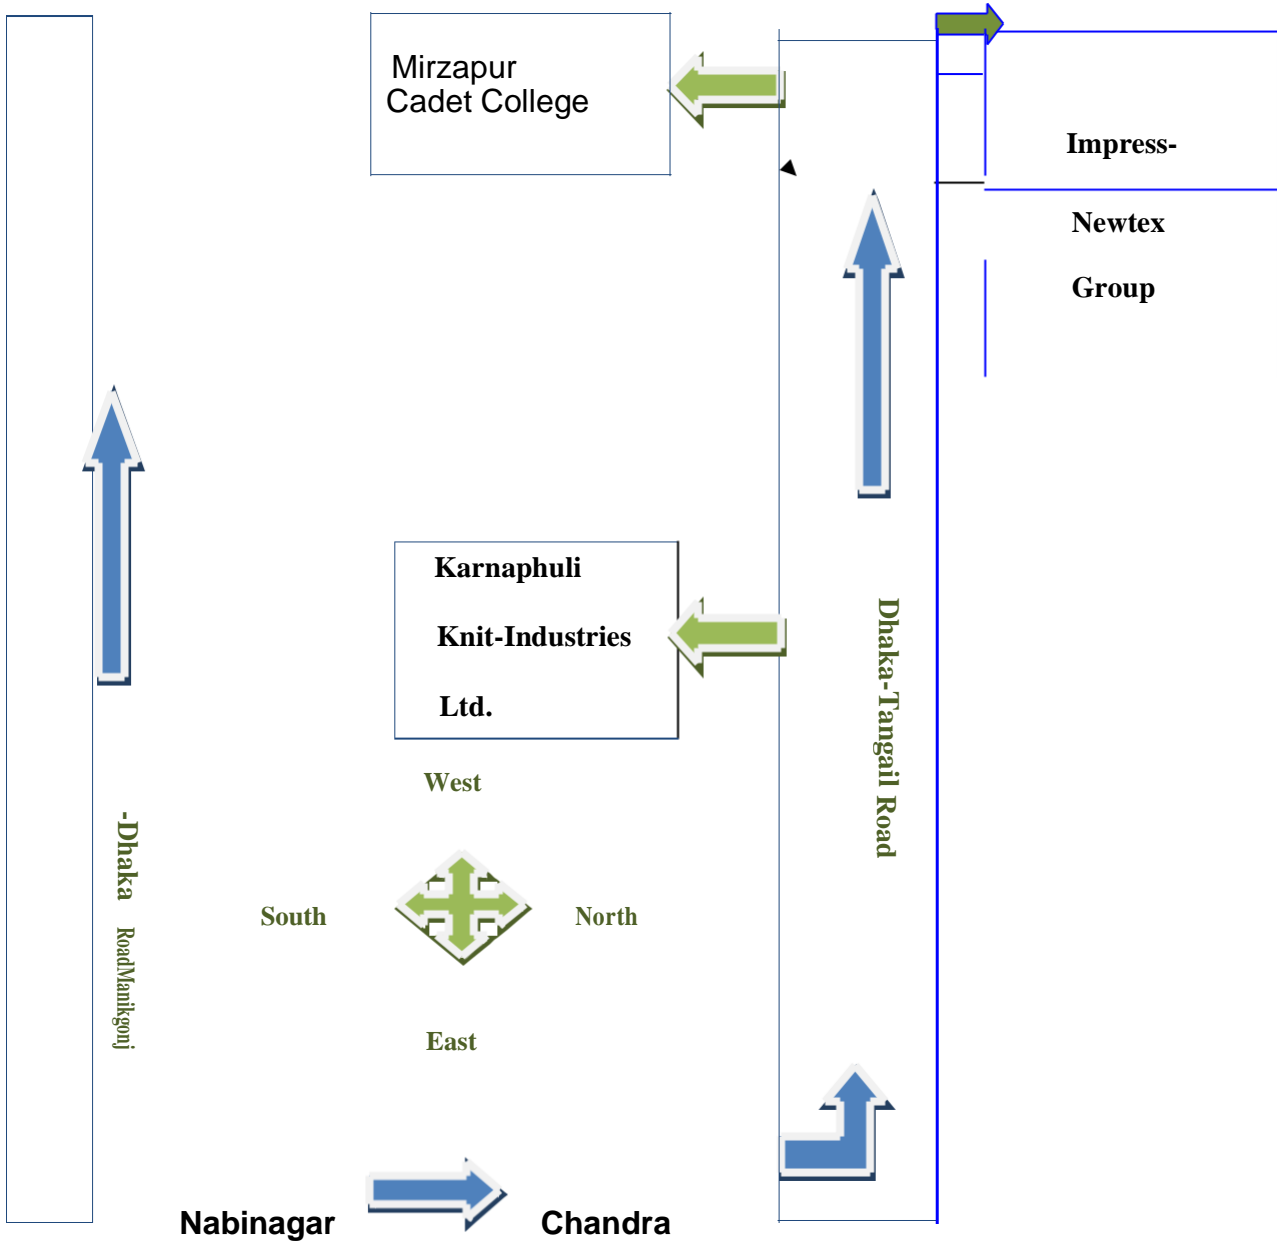 Mirzapur
Cadet College
Impress-
Newtex
Group
Karnaphuli
Knit-Industries
Ltd.
Dhaka-Tangail Road
West
-Dhaka
RoadManikgonj
South
North
East
Nabinagar
Chandra